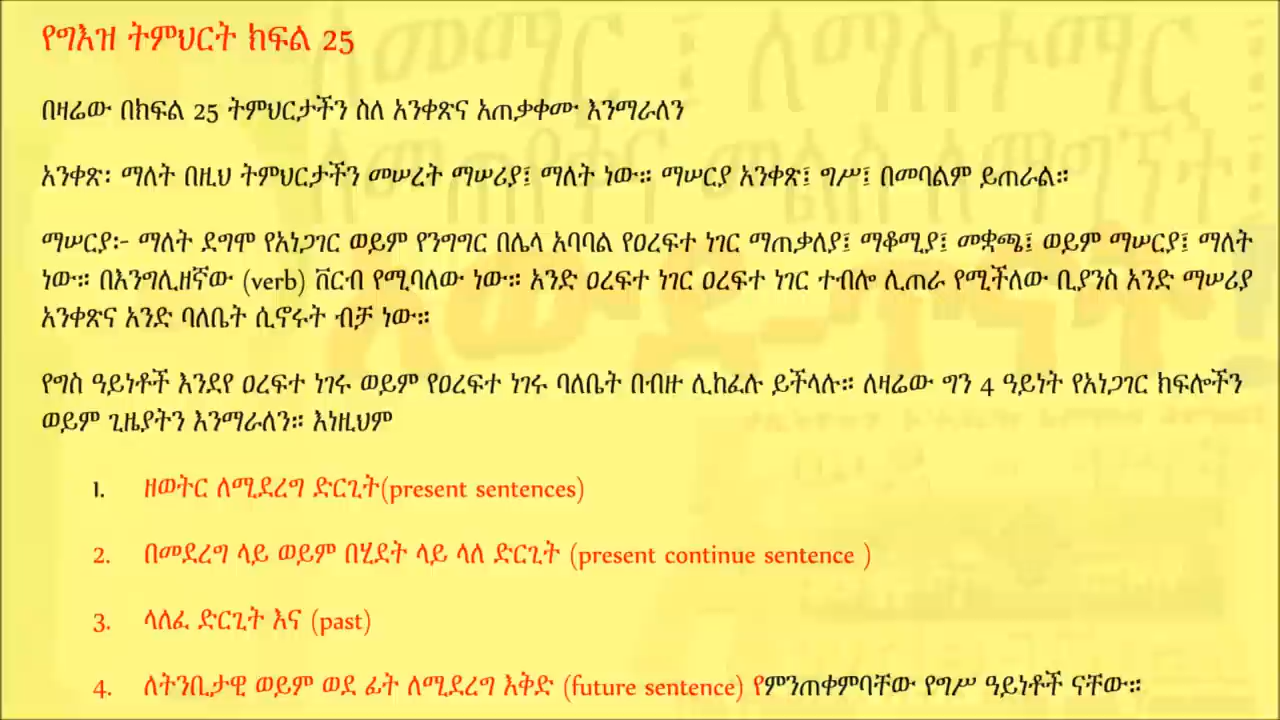 የግእዝ ትምህርት ክፍል 25
በዛሬው በክፍል 25 ትምህርታችን ስለ አንቀጽና አጠቃቀሙ እንማራለን
አንቀጽ፡ ማለት በዚህ ትምህርታችን መሠረት ማሠሪያ፤ ማለት ነው። ማሠርያ አንቀጽ፤ ግሥ፤ በመባልም ይጠራል።
ማሠርያ፡- ማለት ደግሞ የአነጋገር ወይም የንግግር በሌላ አባባል የዐረፍተ ነገር ማጠቃለያ፤ ማቆሚያ፤ መቋጫ፤ ወይም ማሠርያ፤ ማለት
ነው። በእንግሊዘኛው (verb) ቨርብ የሚባለው ነው። አንድ ዐረፍተ ነገር ዐረፍተ ነገር ተብሎ ሊጠራ የሚችለው ቢያንስ አንድ ማሠሪያ
አንቀጽና አንድ ባለቤት ሲኖሩት ብቻ ነው።
የግስ ዓይነቶች እንደየ ዐረፍተ ነገሩ ወይም የዐረፍተ ነገሩ ባለቤት በብዙ ሊከፈሉ ይችላሉ። ለዛሬው ግን 4 ዓይነት የአነጋገር ክፍሎችን
ወይም ጊዜያትን እንማራለን። እነዚህም
1. ዘወትር ለሚደረግ ድርጊት(present sentences)
2. በመደረግ ላይ ወይም በሂደት ላይ ላለ ድርጊት (present continue sentence )
3. ላለፈ ድርጊት እና (past)
4. ለትንቢታዊ ወይም ወደ ፊት ለሚደረግ እቅድ (future sentence) የምንጠቀምባቸው የግሥ ዓይነቶች ናቸው።
ለመማር ፤ ለማስተማር